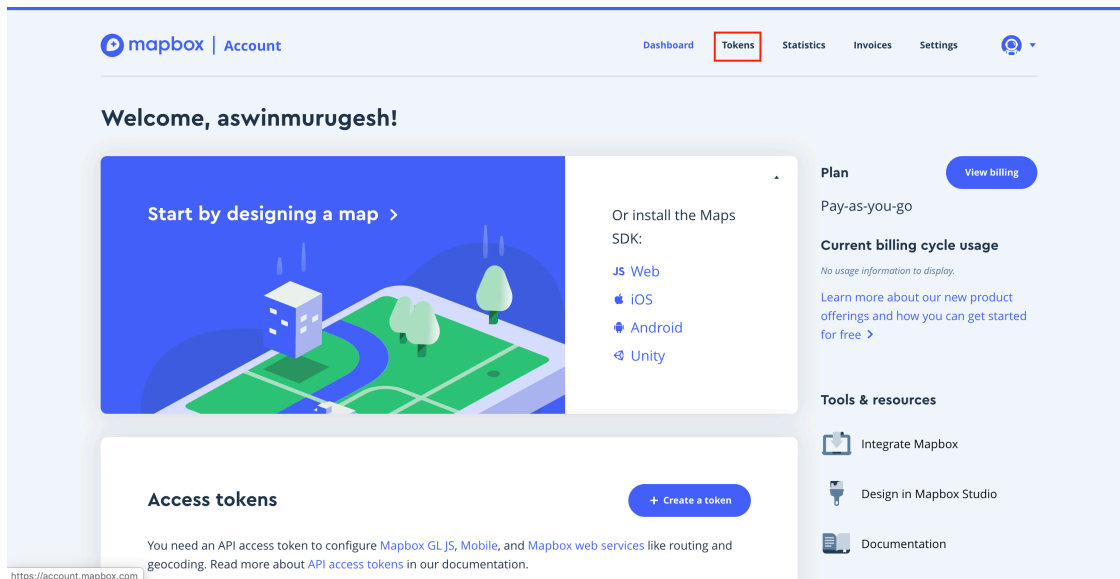 mapbox | Account
Dashboard
Tokens
Statistics
Invoices
Settings
Welcome, aswinmurugesh!
Start by designing a map
Or install the Maps
SDK:
JS Web
iOS
Android
Unity
Plan
View billing
Pay-as-you-go
Current billing cycle usage
No usage information to display.
Learn more about our new product
offerings and how you can get started
for free
Tools & resources
Integrate Mapbox
Design in Mapbox Studio
Documentation
Access tokens
+ Create a token
You need an API access token to configure Mapbox GL JS, Mobile, and Mapbox web services like routing and
geocoding. Read more about API access tokens in our documentation.
https://account.mapbox.com